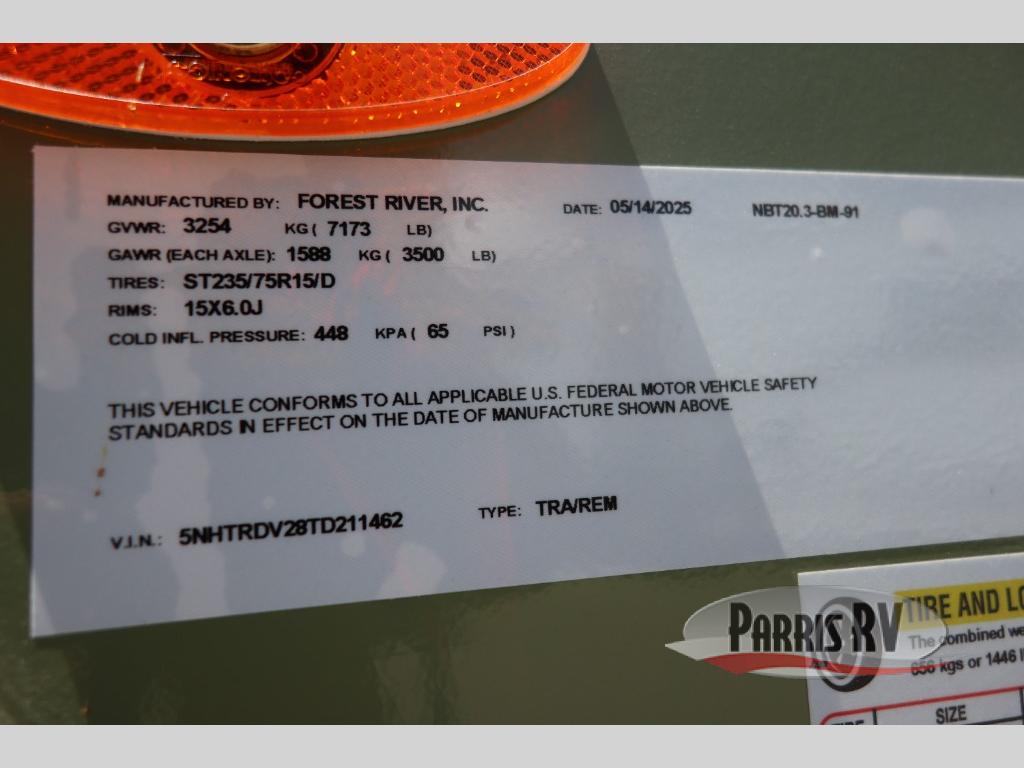 MANUFACTURED BY: FOREST RIVER, INC. DATE: 05/14/2025 NBT20.3-BM-91
GVWR: 3254 KG ( 7173 LB)
GAWR (EACH AXLE): 1588 KG ( 3500 LB)
TIRES: ST235/75R15/D
RIMS: 15X6.0J
COLD INFL. PRESSURE: 448 KPA ( 65 PSI )
THIS VEHICLE CONFORMS TO ALL APPLICABLE U.S. FEDERAL MOTOR VEHICLE SAFETY
STANDARDS IN EFFECT ON THE DATE OF MANUFACTURE SHOWN ABOVE.
V.I.N.: 5NHTRDV28TD211462 TYPE: TRA/REM
PARRIS RV
TIRE AND LO
The combined we
656 kgs or 1446 l
TIRE SIZE